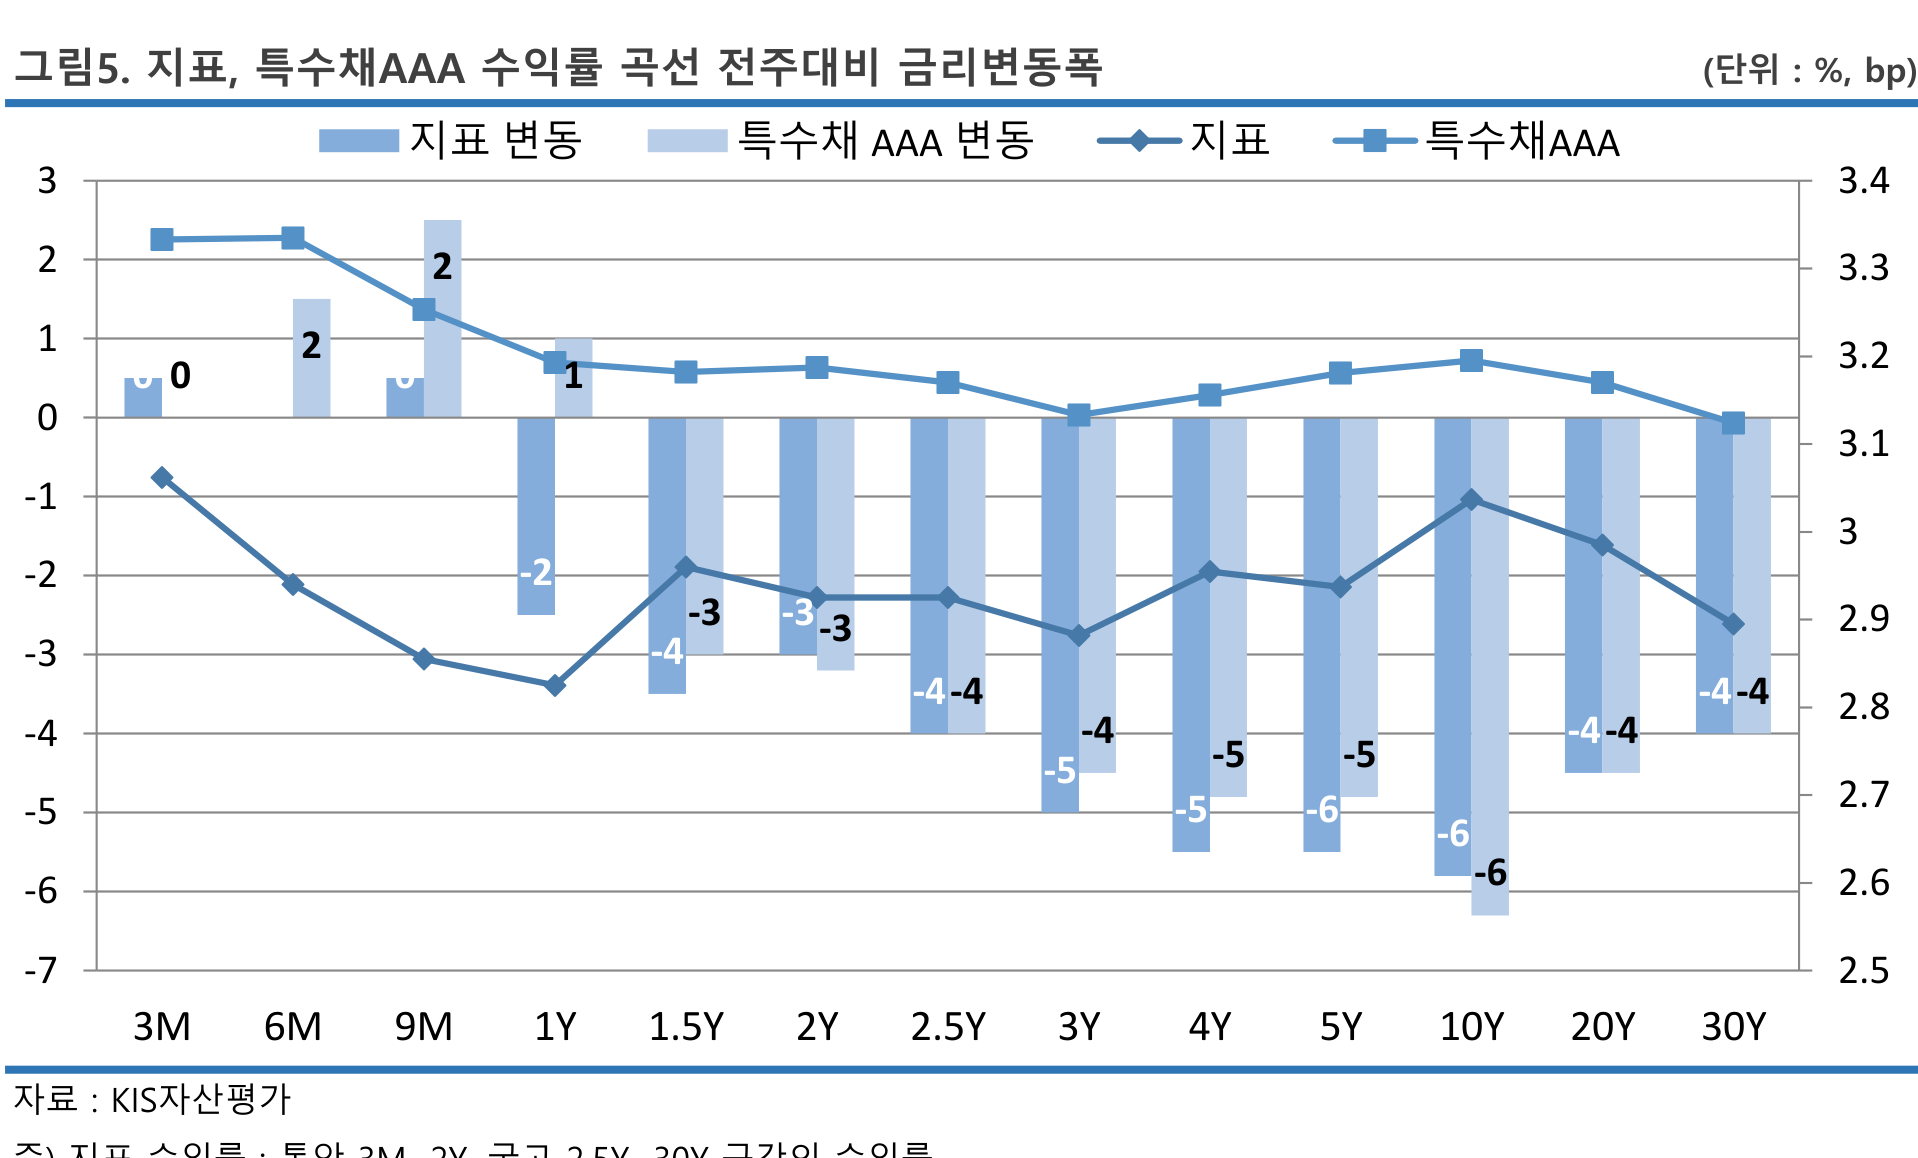 그림5. 지표, 특수채AAA 수익률 곡선 전주대비 금리변동폭 (단위 : %, bp)
지표 변동 특수채 AAA 변동 지표 특수채AAA
3 3.4
2 3.3
1 3.2
0 3.1
-1 3
-2 2.9
-3 2.8
-4 2.7
-5 2.6
-6 2.5
-7
0 0 2 0 2 -2 1 -4 -3 -3 -3 -4 -4 -5 -4 -5 -5 -6 -5 -6 -6 -4 -4 -4 -4
3M 6M 9M 1Y 1.5Y 2Y 2.5Y 3Y 4Y 5Y 10Y 20Y 30Y
자료 : KIS자산평가
주) 지표 수익률 : 통안 3M~2Y, 국고 2.5Y~30Y 구간의 수익률